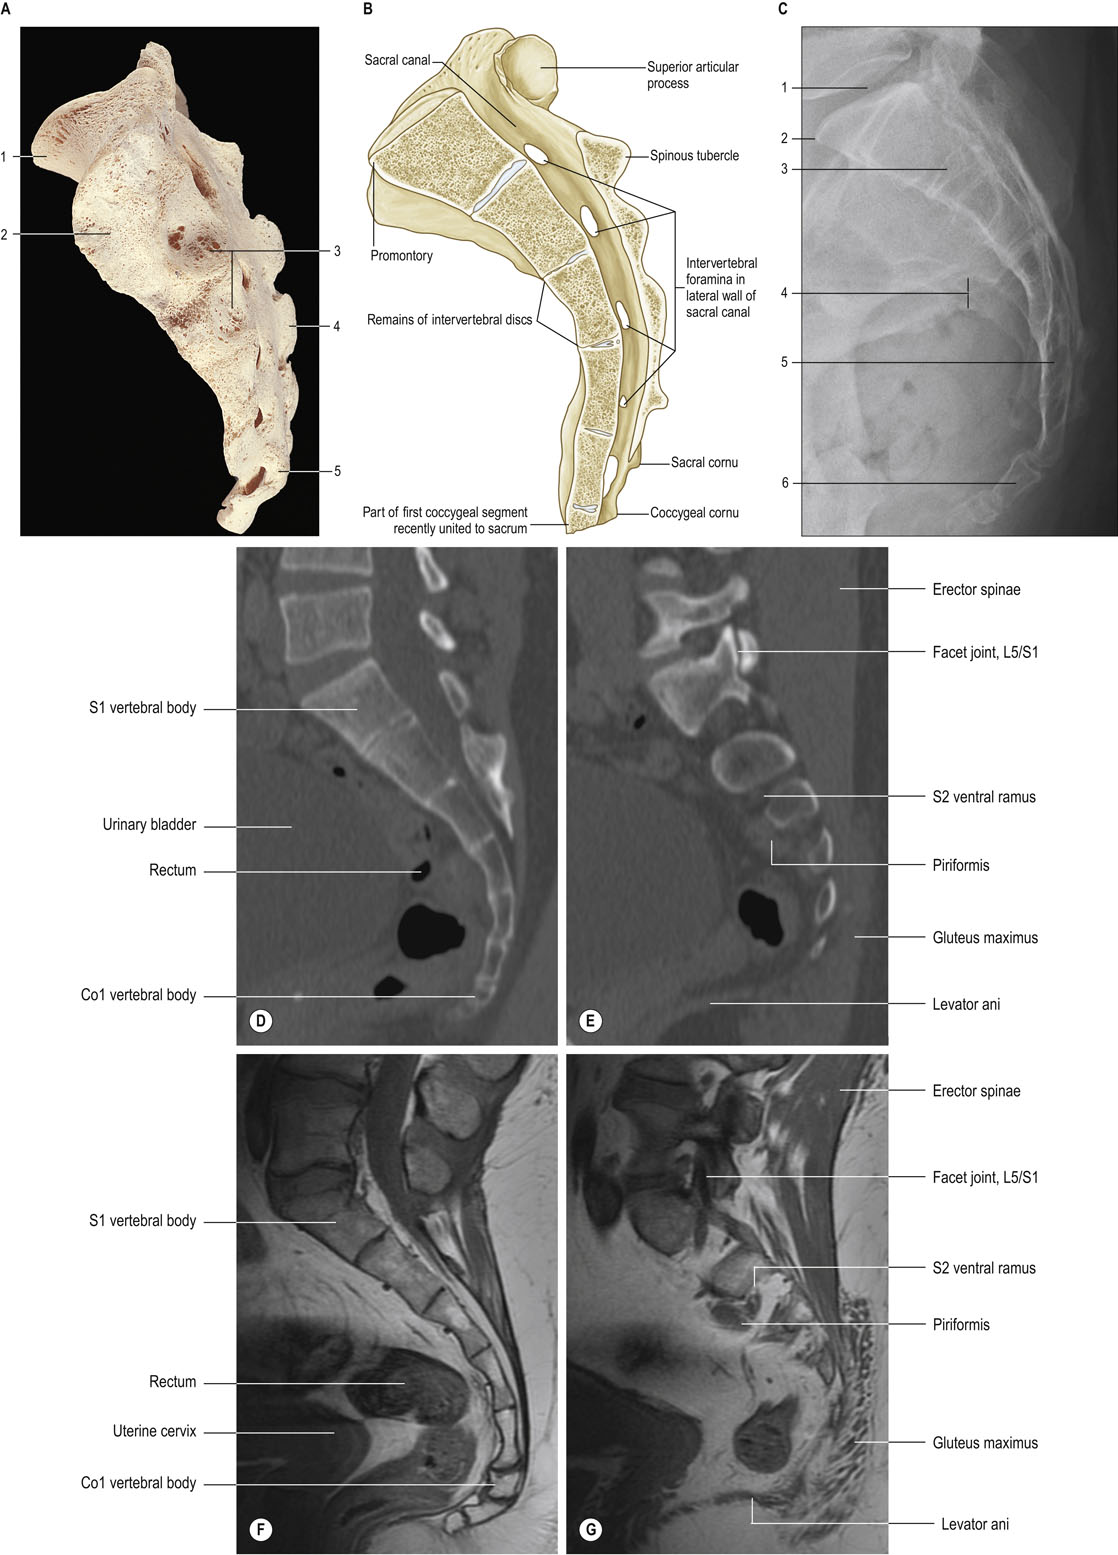 A
1
2
3
4
5
B
Sacral canal
Superior articular
process
Spinous tubercle
Promontory
Intervertebral
foramina in
lateral wall of
sacral canal
Remains of intervertebral discs
Sacral cornu
Part of first coccygeal segment
recently united to sacrum
Coccygeal cornu
C
1
2
3
4
5
6
S1 vertebral body
Urinary bladder
Rectum
Co1 vertebral body
D
Erector spinae
Facet joint, L5/S1
S2 ventral ramus
Piriformis
Gluteus maximus
Levator ani
E
S1 vertebral body
Rectum
Uterine cervix
Co1 vertebral body
F
Erector spinae
Facet joint, L5/S1
S2 ventral ramus
Piriformis
Gluteus maximus
Levator ani
G